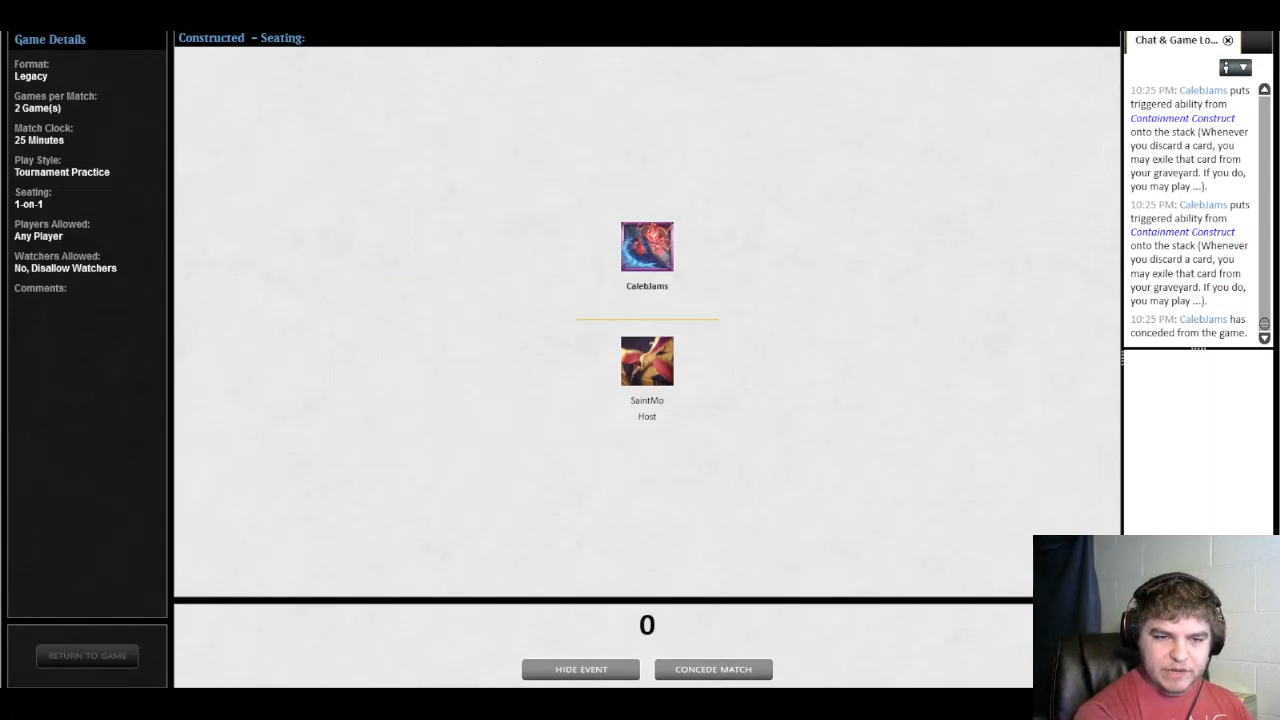 Game Details
Format:
Legacy
Games per Match:
2 Game(s)
Match Clock:
25 Minutes
Play Style:
Tournament Practice
Seating:
1-on-1
Players Allowed:
Any Player
Watchers Allowed:
No, Disallow Watchers
Comments:
RETURN TO GAME
Constructed - Seating:
CalebJams
SaintMo
Host
0
HIDE EVENT
CONCEDE MATCH
Chat & Game Lo...
10:25 PM: CalebJams puts
triggered ability from
Containment Construct
onto the stack (Whenever
you discard a card, you
may exile that card from
your graveyard. If you do,
you may play ...).
10:25 PM: CalebJams puts
triggered ability from
Containment Construct
onto the stack (Whenever
you discard a card, you
may exile that card from
your graveyard. If you do,
you may play ...).
10:25 PM: CalebJams has
conceded from the game.